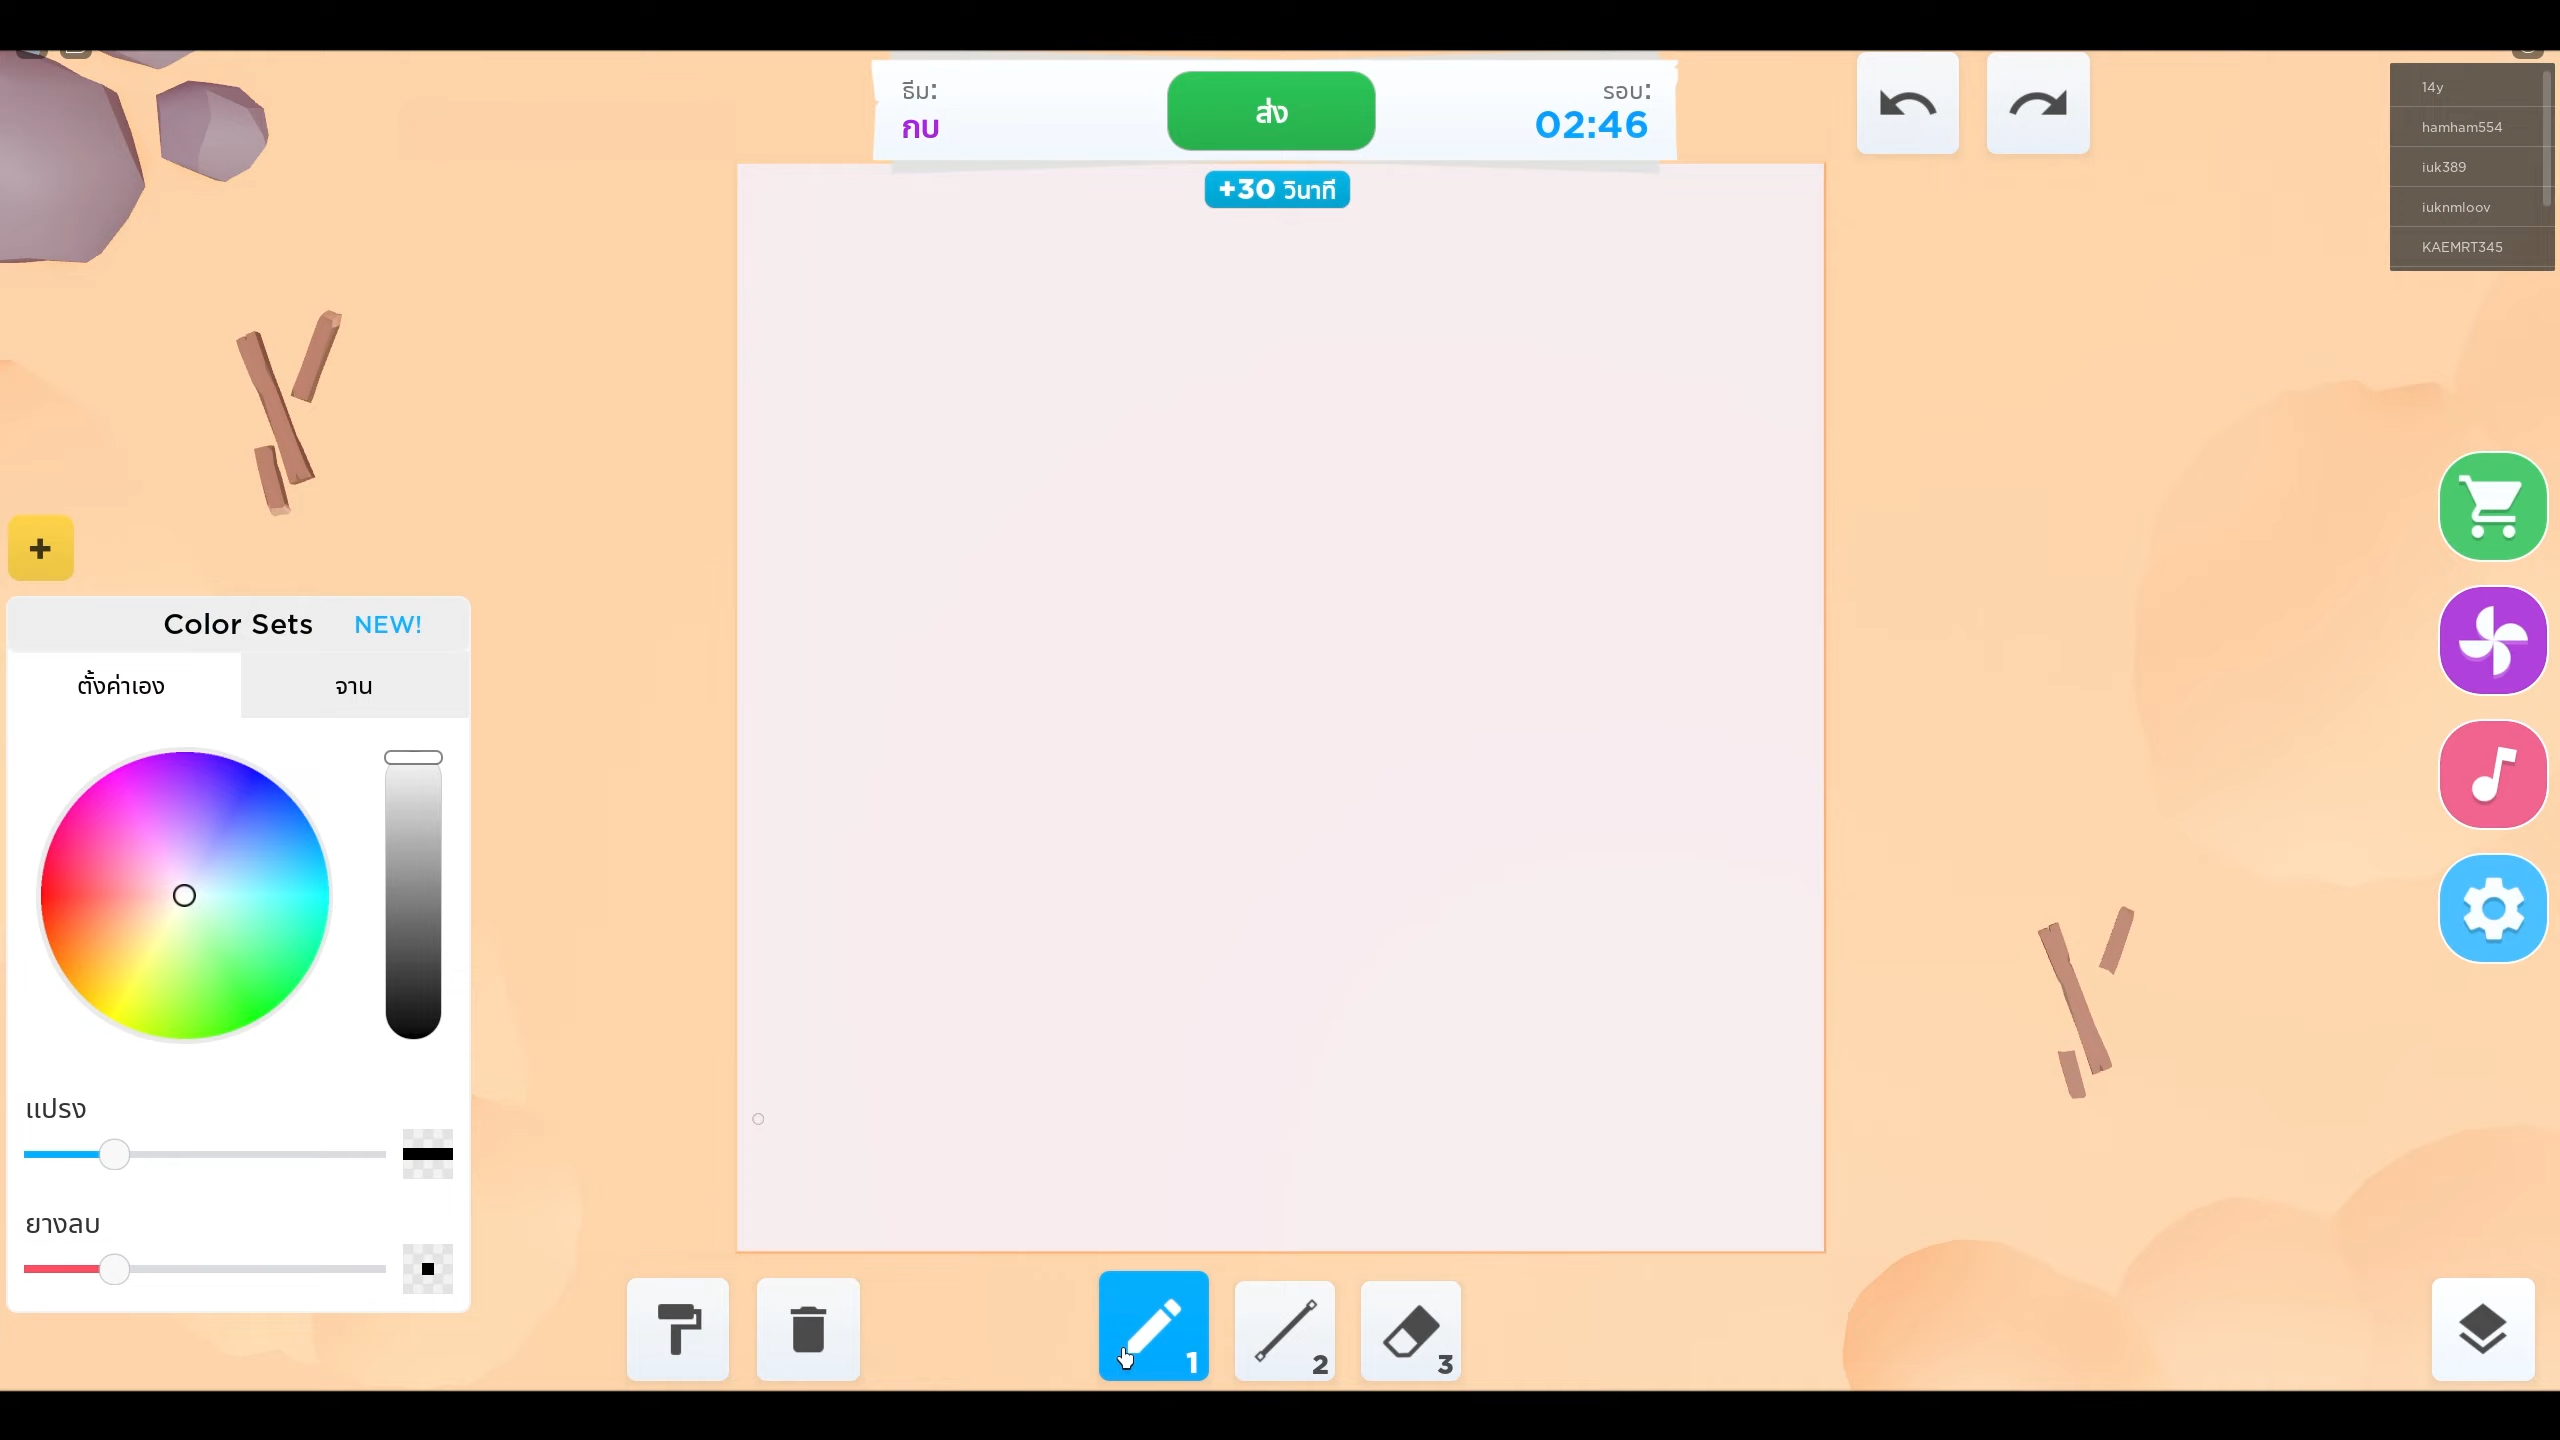 ธีม:
กบ
ส่ง
รอบ:
02:46
+30 วินาที
14y
hamham554
iuk389
iuknmloov
KAEMRT345
Color Sets NEW!
ตั้งค่าเอง
จาน
แปรง
ยางลบ
1
2
3